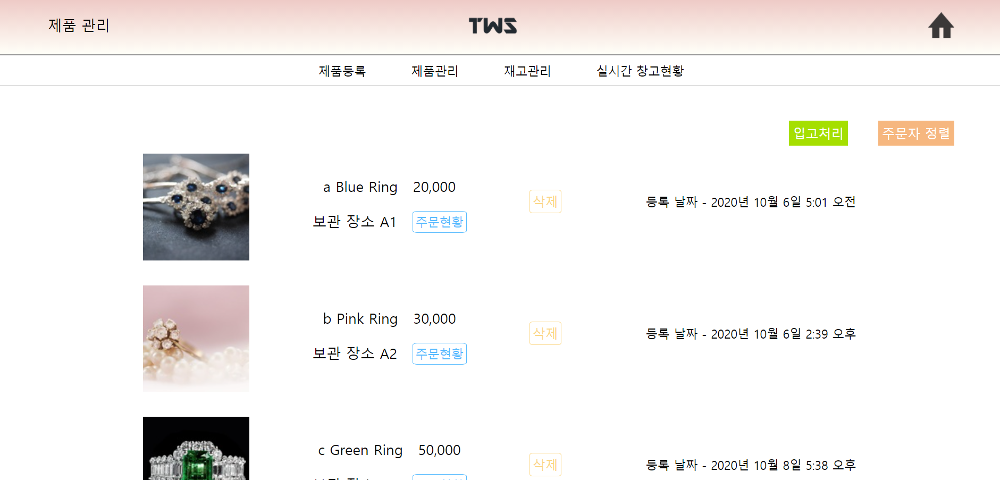 제품 관리
TWS
제품등록 제품관리 재고관리 실시간 창고현황
입고처리 주문자 정렬
a Blue Ring 20,000
보관 장소 A1 주문현황
삭제
등록 날짜 - 2020년 10월 6일 5:01 오전
b Pink Ring 30,000
보관 장소 A2 주문현황
삭제
등록 날짜 - 2020년 10월 6일 2:39 오후
c Green Ring 50,000
삭제
등록 날짜 - 2020년 10월 8일 5:38 오후